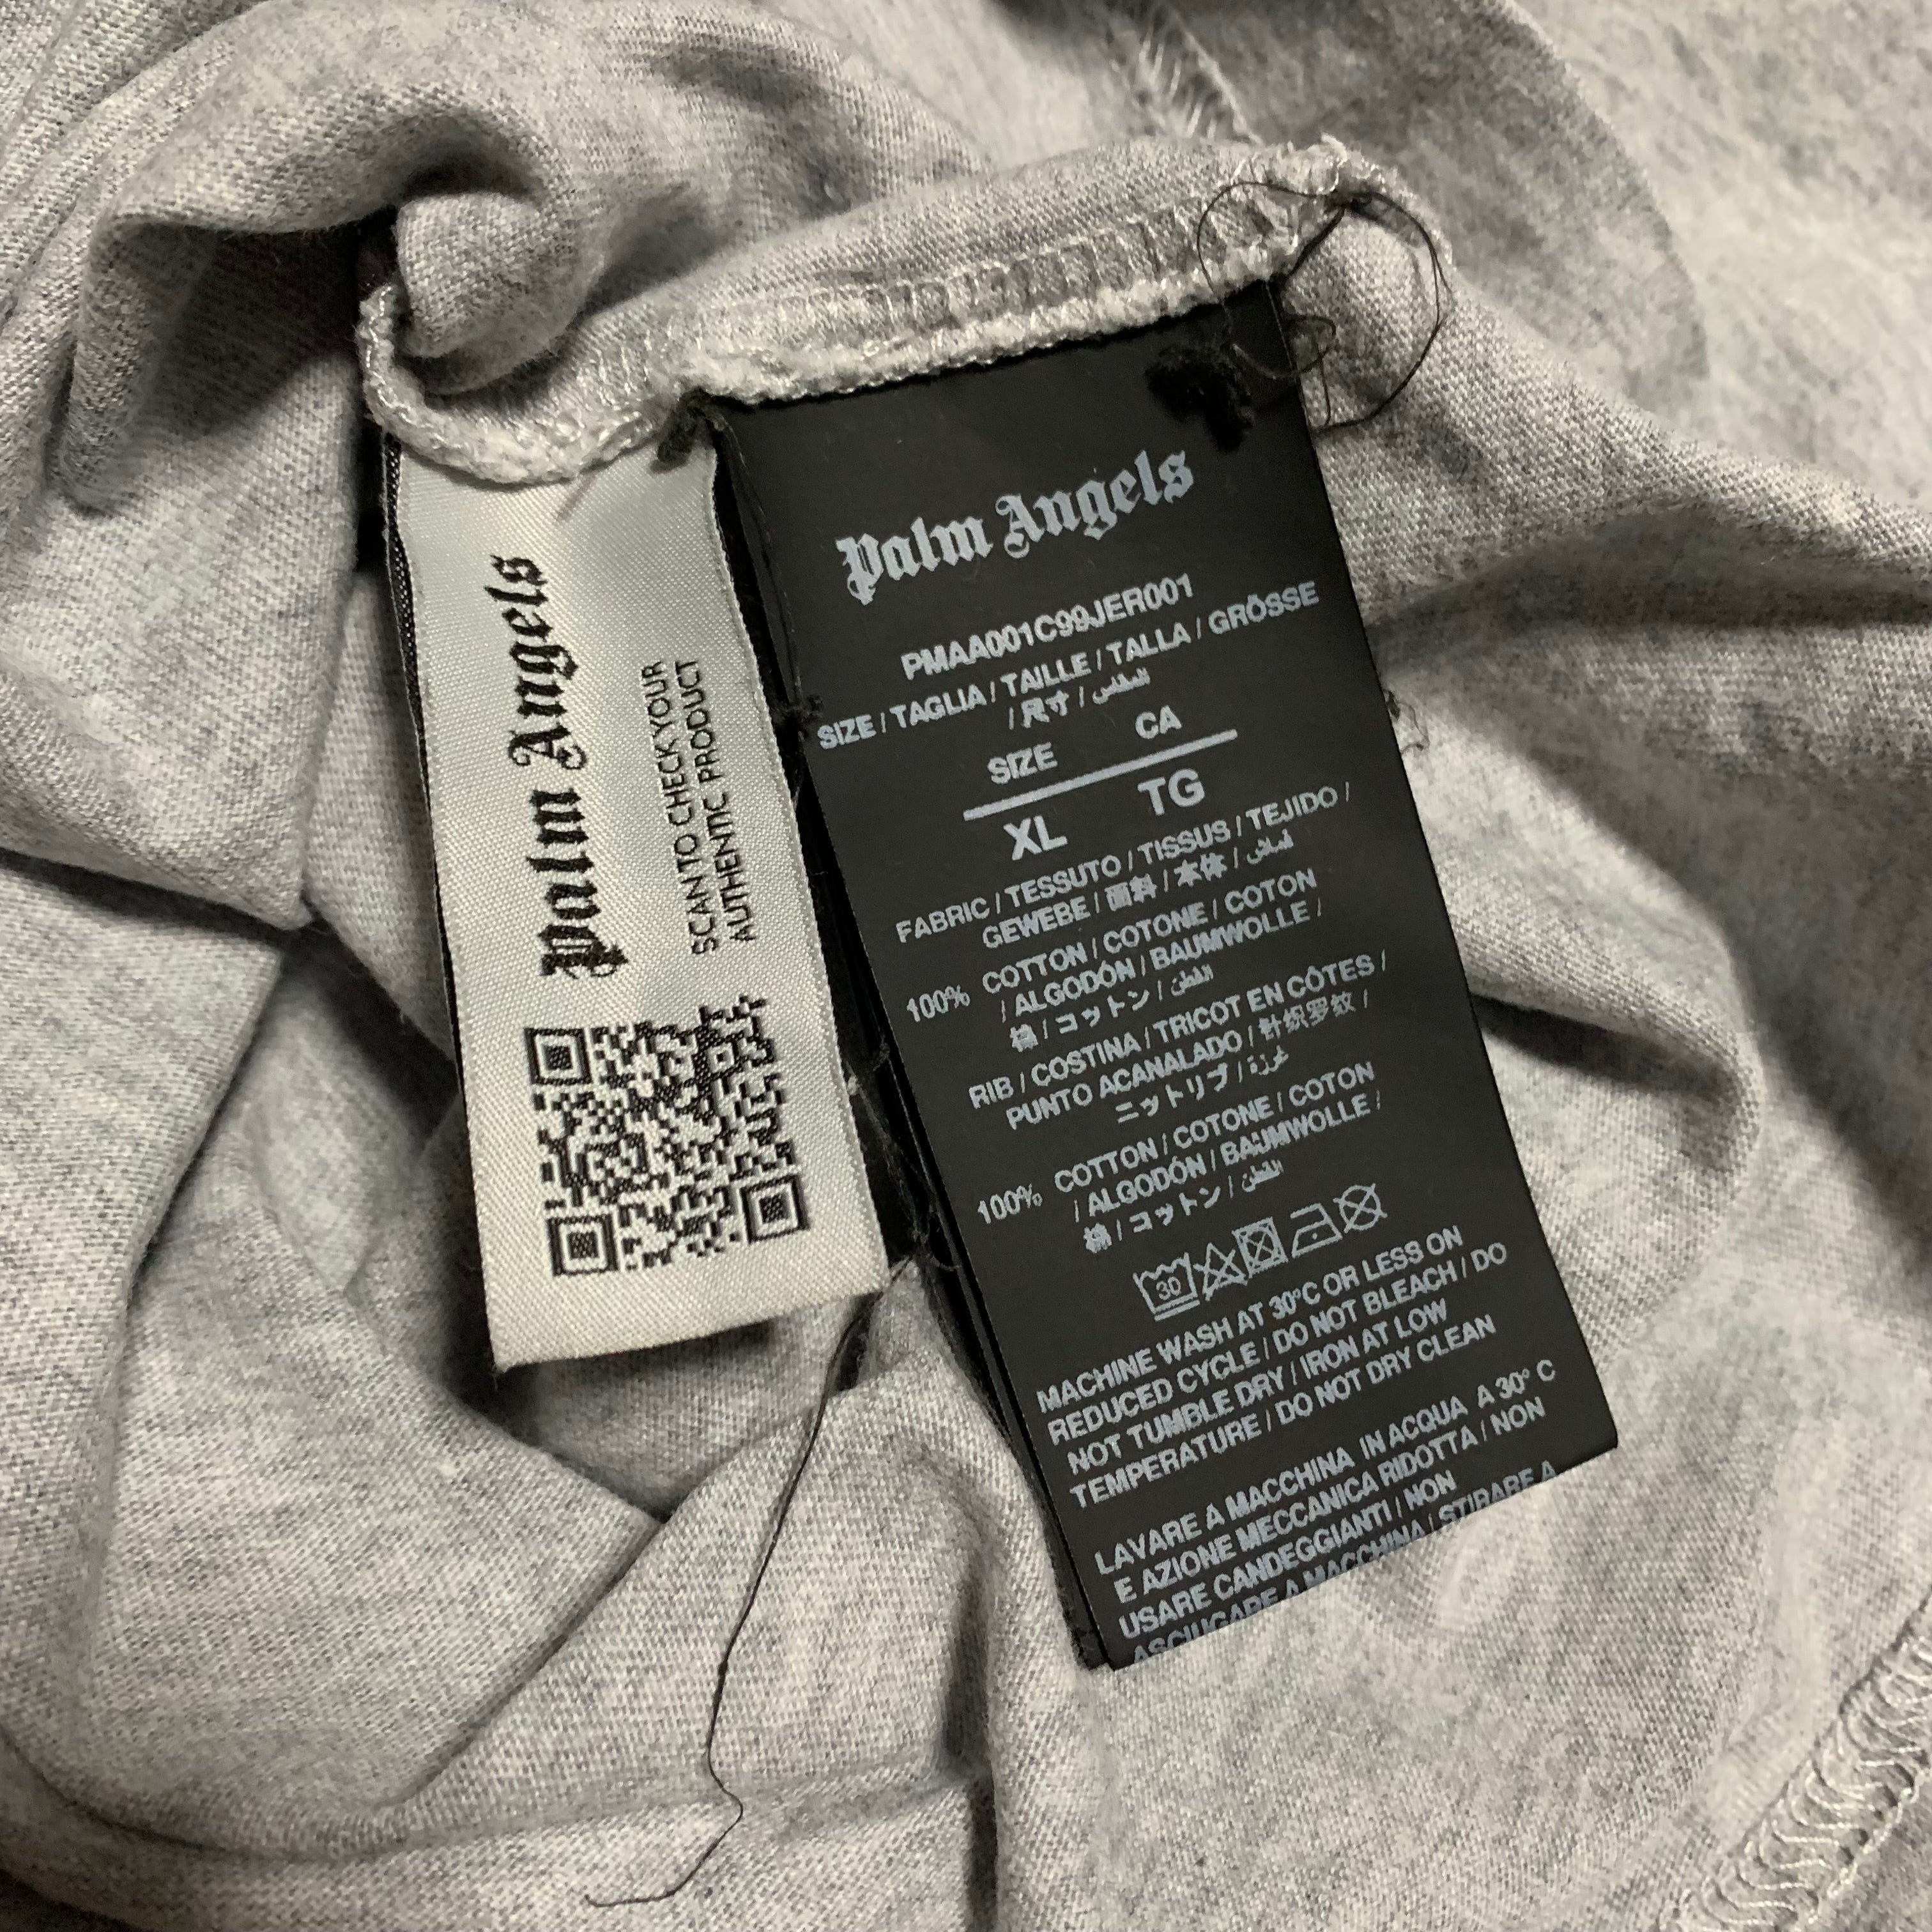 Palm Angels
SCAN TO CHECK YOUR
AUTHENTIC PRODUCT
Palm Angels
PMAA001C99JER001
SIZE / TAGLIA / TAILLE / TALLA / GRÖSSE
/ 尺寸 / المقاس
SIZE CA
XL TG
FABRIC / TESSUTO / TISSUS / TEJIDO /
GEWEBE / 面料 / 本体 / قماش
100% COTTON / COTONE / COTON
/ ALGODÓN / BAUMWOLLE /
棉 / コットン / القطن
RIB / COSTINA / TRICOT EN CÔTES /
PUNTO ACANALADO / 针织罗纹 /
ニットリブ /
100% COTTON / COTONE / COTON
/ ALGODÓN / BAUMWOLLE /
棉 / コットン / القطن
30
MACHINE WASH AT 30°C OR LESS ON
REDUCED CYCLE / DO NOT BLEACH / DO
NOT TUMBLE DRY / IRON AT LOW
TEMPERATURE / DO NOT DRY CLEAN
LAVARE A MACCHINA IN ACQUA A 30° C
E AZIONE MECCANICA RIDOTTA / NON
USARE CANDEGGIANTI / NON
ASCIUGARE A MACCHINA / STIRARE A